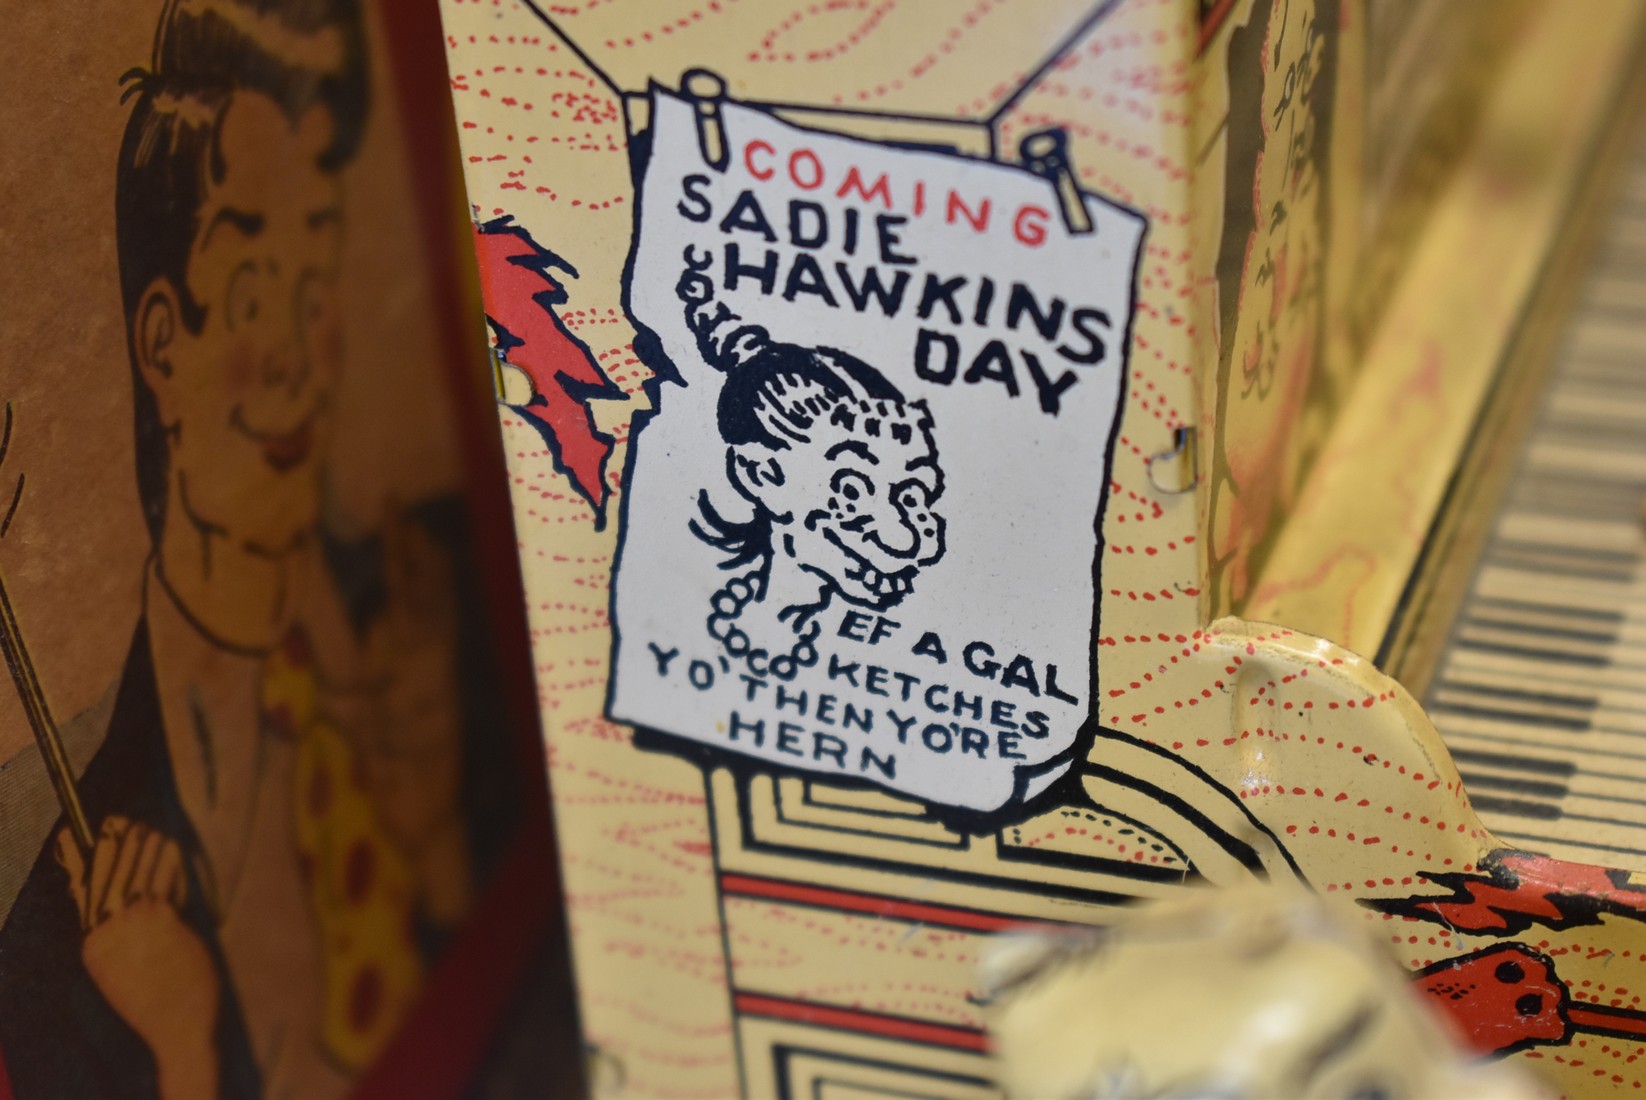 COMING
SADIE
HAWKINS
DAY
EF A GAL
KETCHES
YO' THEN YO'RE
HERN